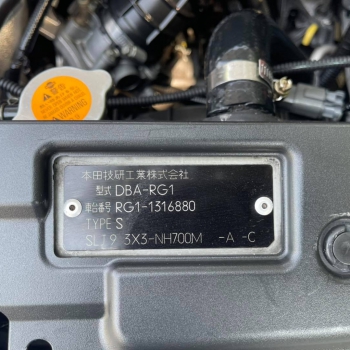 本田技研工業株式会社
型式 DBA-RG1
車台番号 RG1-1316880
TYPE S
SLI9 3X3-NH700M -A -C